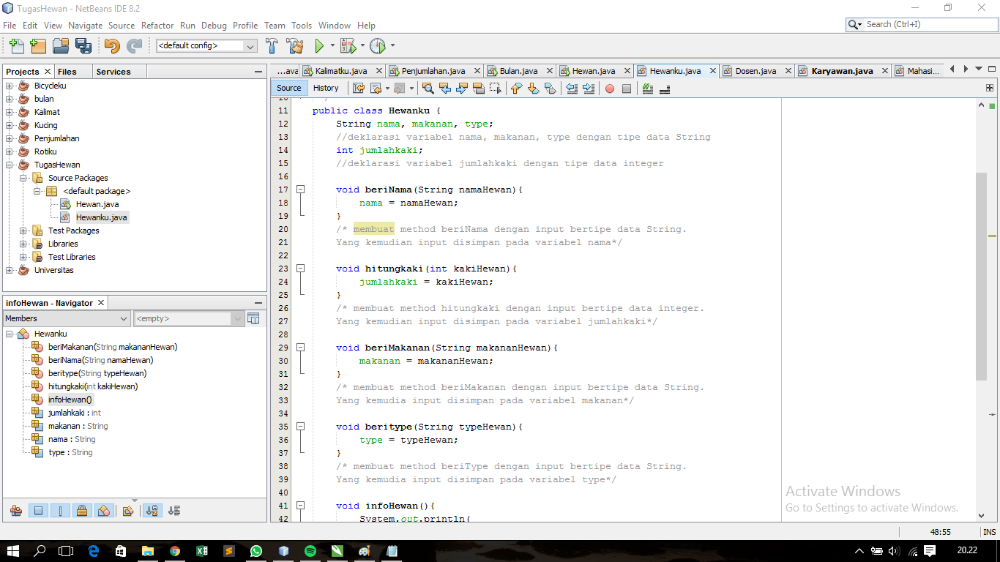 TugasHewan - NetBeans IDE 8.2
File Edit View Navigate Source Refactor Run Debug Profile Team Tools Window Help
Search (Ctrl+I)
<default config>
Projects Files Services
Bicydeku
bulan
Kalimat
Kucing
Penjumlahan
Rotiku
TugasHewan
Source Packages
<default package>
Hewan.java
Hewanku.java
Test Packages
Libraries
Test Libraries
Universitas
infoHewan - Navigator
Members <empty>
Hewanku
beriMakanan(String makananHewan)
beriNama(String namaHewan)
beritype(String typeHewan)
hitungkaki(int kakiHewan)
infoHewan()
jumlahkaki : int
makanan : String
nama : String
type : String
...ava Kalimatku.java Penjumlahan.java Bulan.java Hewan.java Hewanku.java Dosen.java Karyawan.java Mahasi...
Source History
10 */
11 public class Hewanku {
12 String nama, makanan, type;
13 //deklarasi variabel nama, makanan, type dengan tipe data String
14 int jumlahkaki;
15 //deklarasi variabel jumlahkaki dengan tipe data integer
16
17 void beriNama(String namaHewan){
18 nama = namaHewan;
19 }
20 /* membuat method beriNama dengan input bertipe data String.
21 Yang kemudian input disimpan pada variabel nama*/
22
23 void hitungkaki(int kakiHewan){
24 jumlahkaki = kakiHewan;
25 }
26 /* membuat method hitungkaki dengan input bertipe data integer.
27 Yang kemudian input disimpan pada variabel jumlahkaki*/
28
29 void beriMakanan(String makananHewan){
30 makanan = makananHewan;
31 }
32 /* membuat method beriMakanan dengan input bertipe data String.
33 Yang kemudia input disimpan pada variabel makanan*/
34
35 void beritype(String typeHewan){
36 type = typeHewan;
37 }
38 /* membuat method beriType dengan input bertipe data String.
39 Yang kemudia input disimpan pada variabel type*/
40
41 void infoHewan(){
42 System.out.println(
Activate Windows
Go to Settings to activate Windows.
48:55 INS
20.22